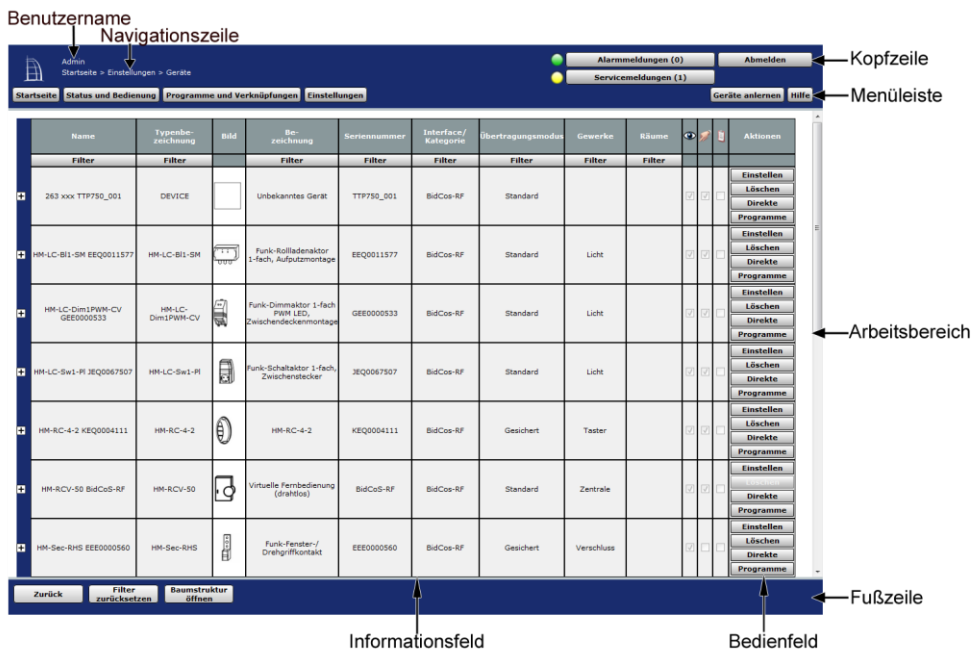 Benutzername
Navigationszeile
Admin
Startseite > Einstellungen > Geräte
Alarmmeldungen (0)
Abmelden
Kopfzeile
Servicemeldungen (1)
Startseite
Status und Bedienung
Programme und Verknüpfungen
Einstellungen
Geräte anlernen
Hilfe
Menüleiste
Name
Typenbe-
zeichnung
Bild
Be-
zeichnung
Seriennummer
Interface/
Kategorie
Übertragungsmodus
Gewerke
Räume
Aktionen
Filter
Filter
Filter
Filter
Filter
Filter
Filter
Filter
263 xxx TTP750_001
DEVICE
Unbekanntes Gerät
TTP750_001
BidCos-RF
Standard
Einstellen
Löschen
Direkte
Programme
HM-LC-Bl1-SM EEQ0011577
HM-LC-Bl1-SM
Funk-Rollladenaktor
1-fach, Aufputzmontage
EEQ0011577
BidCos-RF
Standard
Licht
Einstellen
Löschen
Direkte
Programme
HM-LC-Dim1PWM-CV
GEE0000533
HM-LC-
Dim1PWM-CV
Funk-Dimmaktor 1-fach
PWM LED,
Zwischendeckenmontage
GEE0000533
BidCos-RF
Standard
Licht
Einstellen
Löschen
Direkte
Programme
Arbeitsbereich
HM-LC-Sw1-Pl JEQ0067507
HM-LC-Sw1-Pl
Funk-Schaltaktor 1-fach,
Zwischenstecker
JEQ0067507
BidCos-RF
Standard
Licht
Einstellen
Löschen
Direkte
Programme
HM-RC-4-2 KEQ0004111
HM-RC-4-2
HM-RC-4-2
KEQ0004111
BidCos-RF
Gesichert
Taster
Einstellen
Löschen
Direkte
Programme
HM-RCV-50 BidCoS-RF
HM-RCV-50
Virtuelle Fernbedienung
(drahtlos)
BidCoS-RF
BidCos-RF
Standard
Zentrale
Einstellen
Löschen
Direkte
Programme
HM-Sec-RHS EEE0000560
HM-Sec-RHS
Funk-Fenster-/
Drehgriffkontakt
EEE0000560
BidCos-RF
Gesichert
Verschluss
Einstellen
Löschen
Direkte
Programme
Zurück
Filter
zurücksetzen
Baumstruktur
öffnen
Fußzeile
Informationsfeld
Bedienfeld